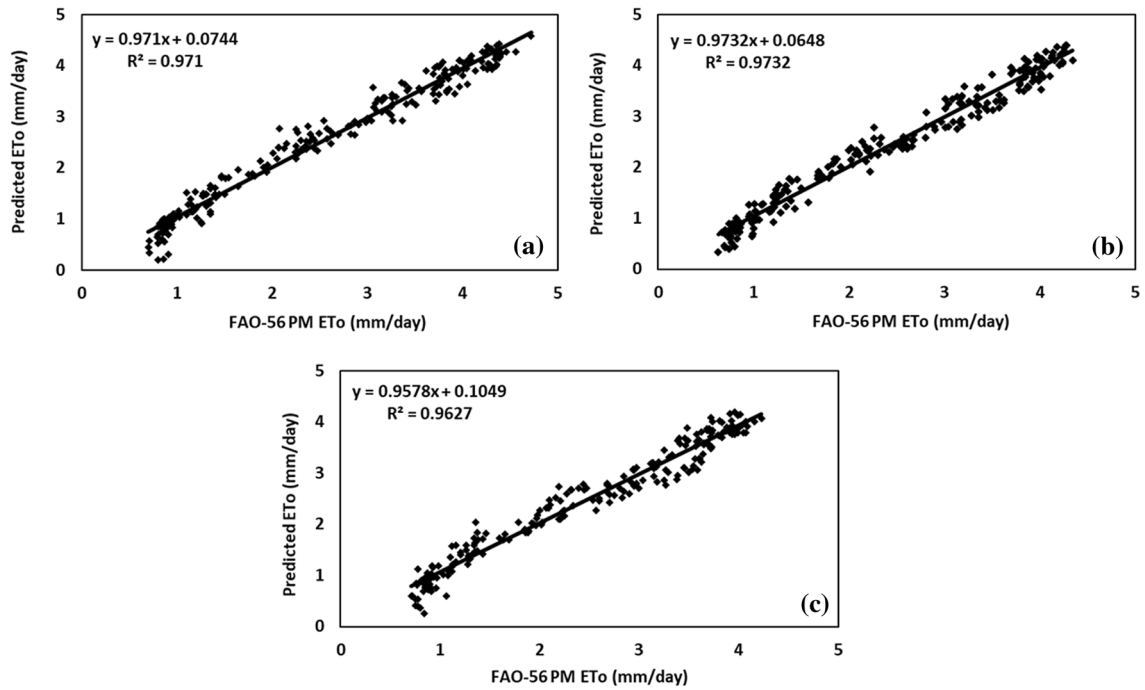 5
4
3
2
1
0
Predicted ETo (mm/day)
y = 0.971x + 0.0744
R² = 0.971
(a)
0 1 2 3 4 5
FAO-56 PM ETo (mm/day)
5
4
3
2
1
0
Predicted ETo (mm/day)
y = 0.9732x + 0.0648
R² = 0.9732
(b)
0 1 2 3 4 5
FAO-56 PM ETo (mm/day)
5
4
3
2
1
0
Predicted ETo (mm/day)
y = 0.9578x + 0.1049
R² = 0.9627
(c)
0 1 2 3 4 5
FAO-56 PM ETo (mm/day)